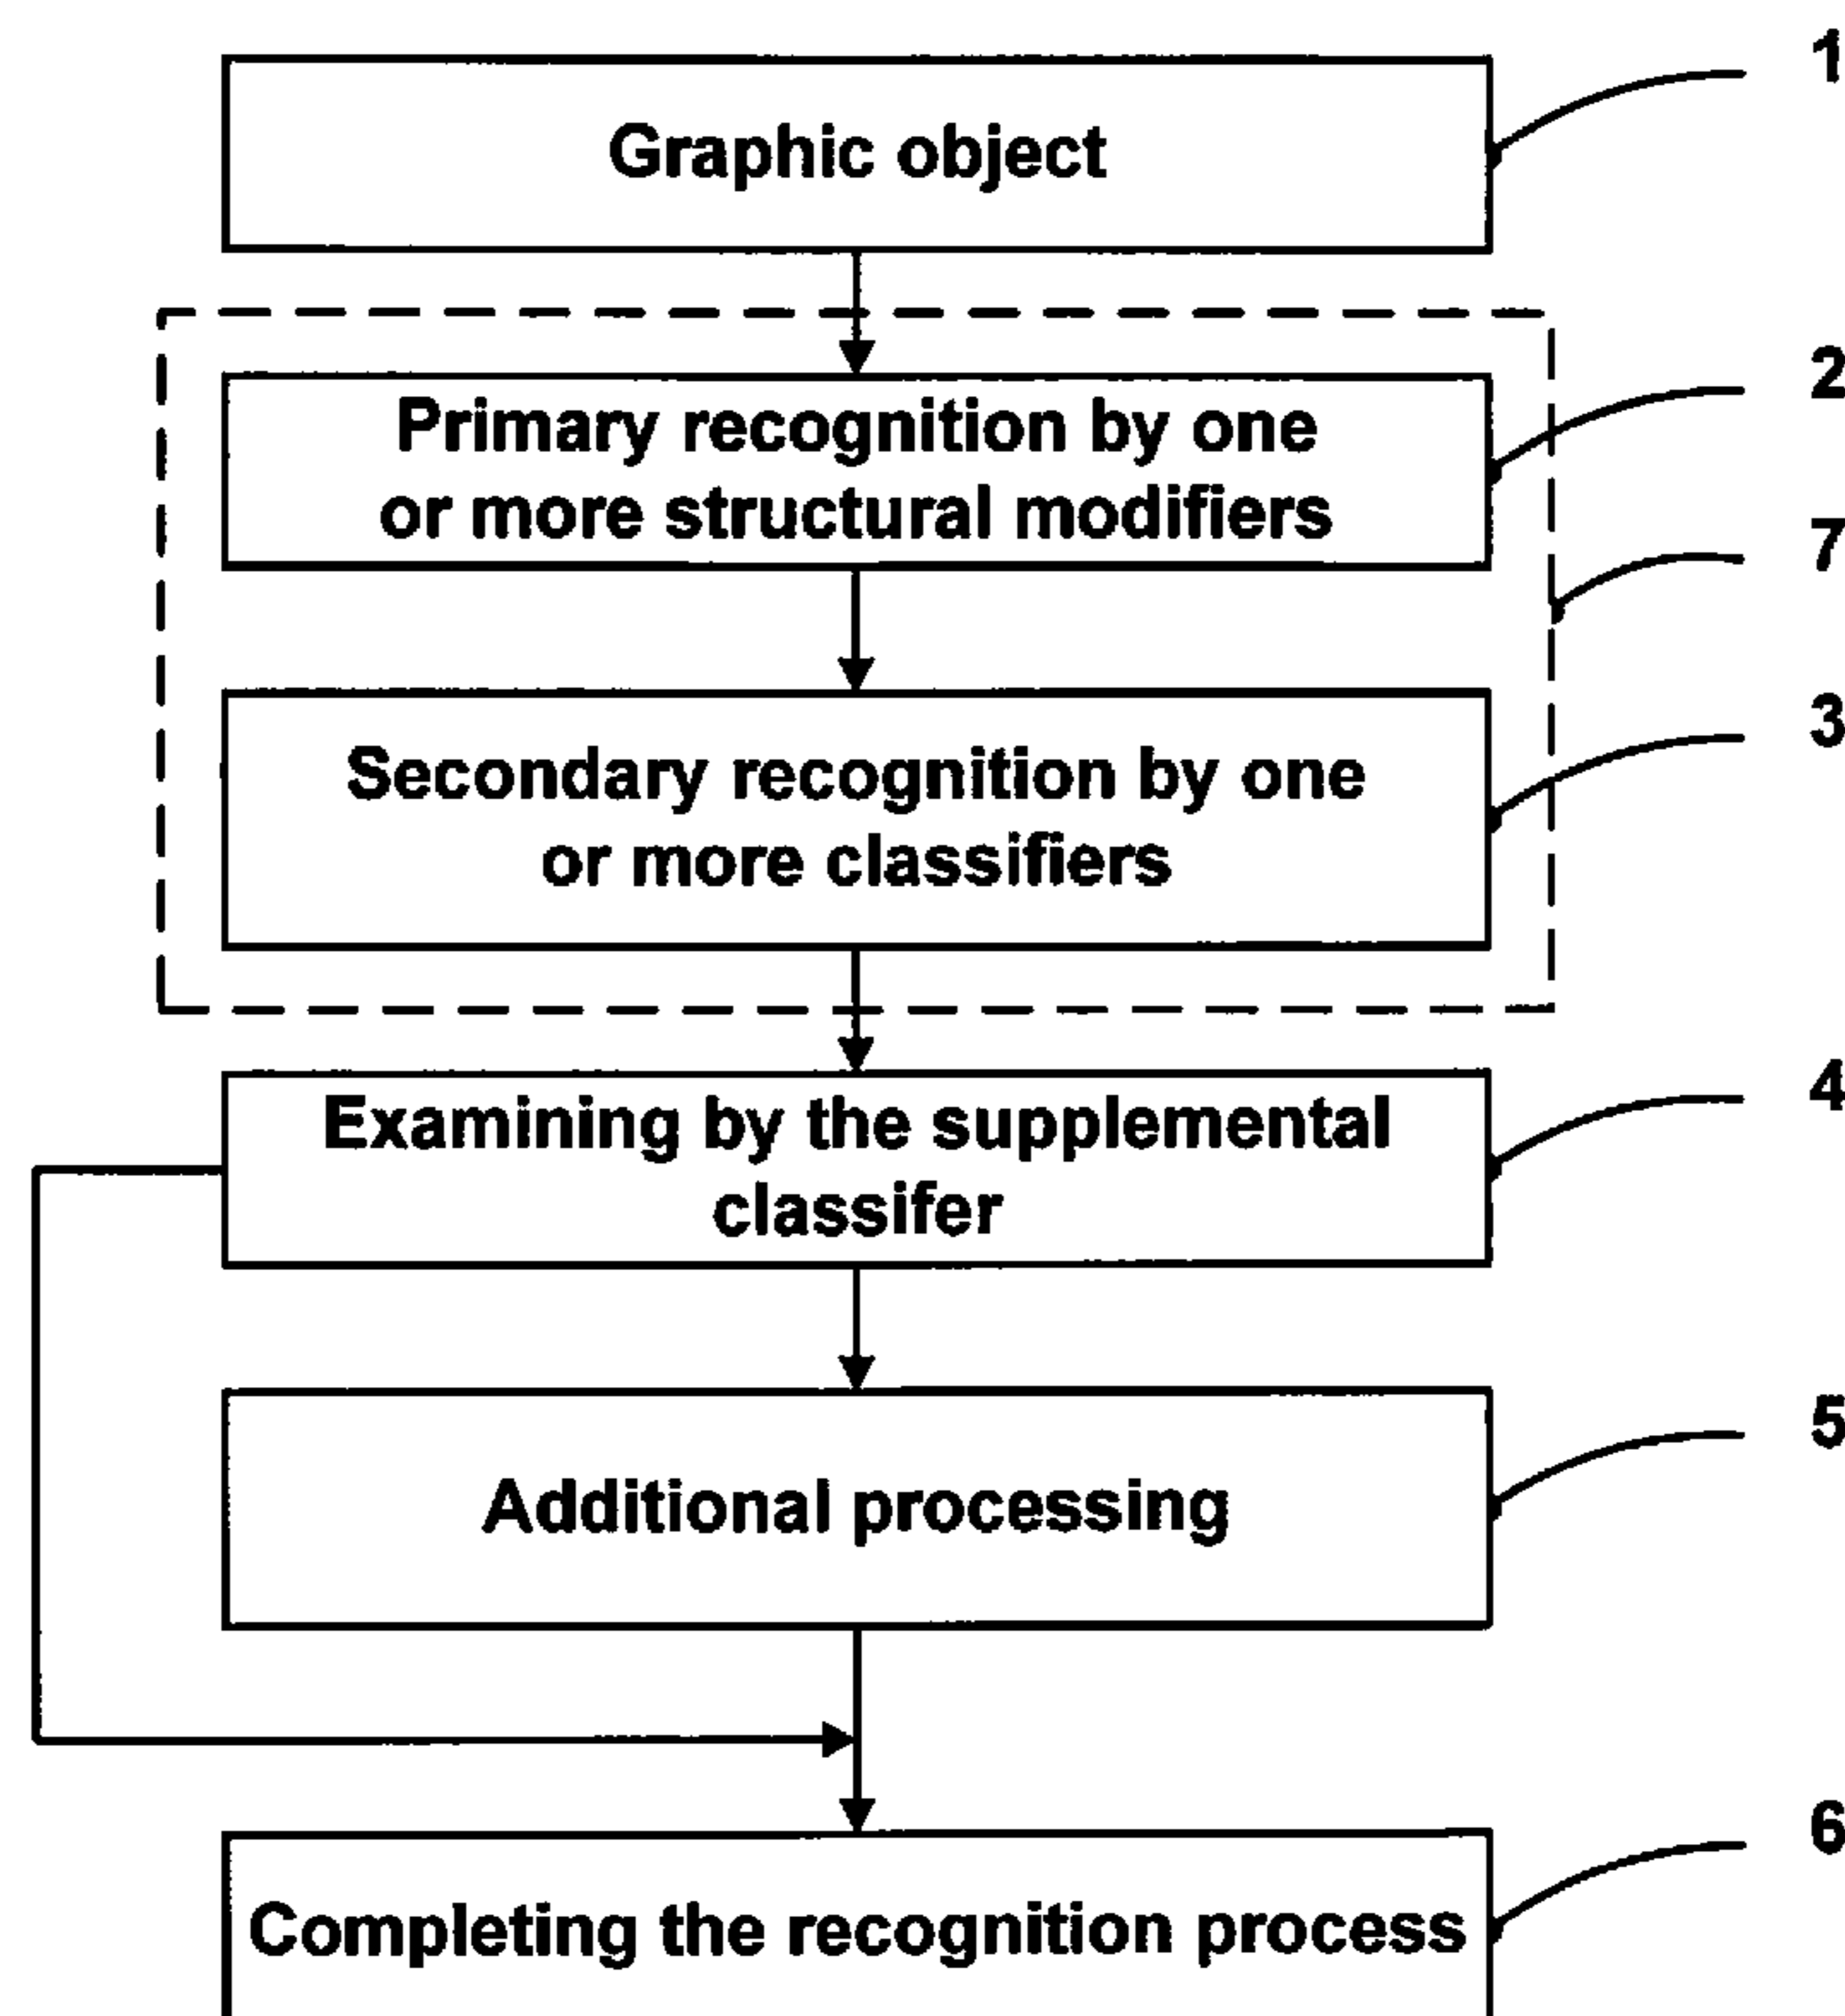 1
Graphic object
2
Primary recognition by one
or more structural modifiers
7
3
Secondary recognition by one
or more classifiers
4
Examining by the supplemental
classifer
5
Additional processing
6
Completing the recognition process